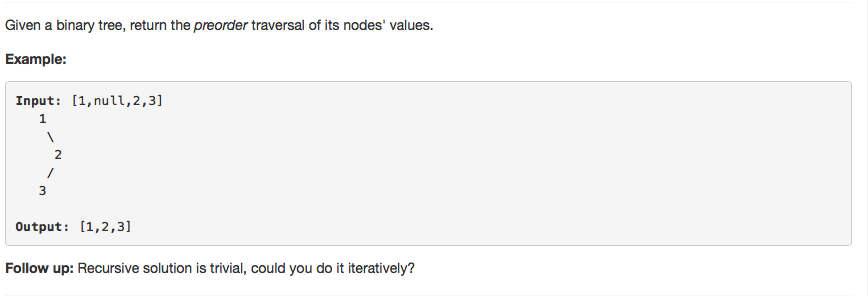 Given a binary tree, return the preorder traversal of its nodes' values.
Example:
Input: [1,null,2,3]
1
\
2
/
3
Output: [1,2,3]
Follow up: Recursive solution is trivial, could you do it iteratively?